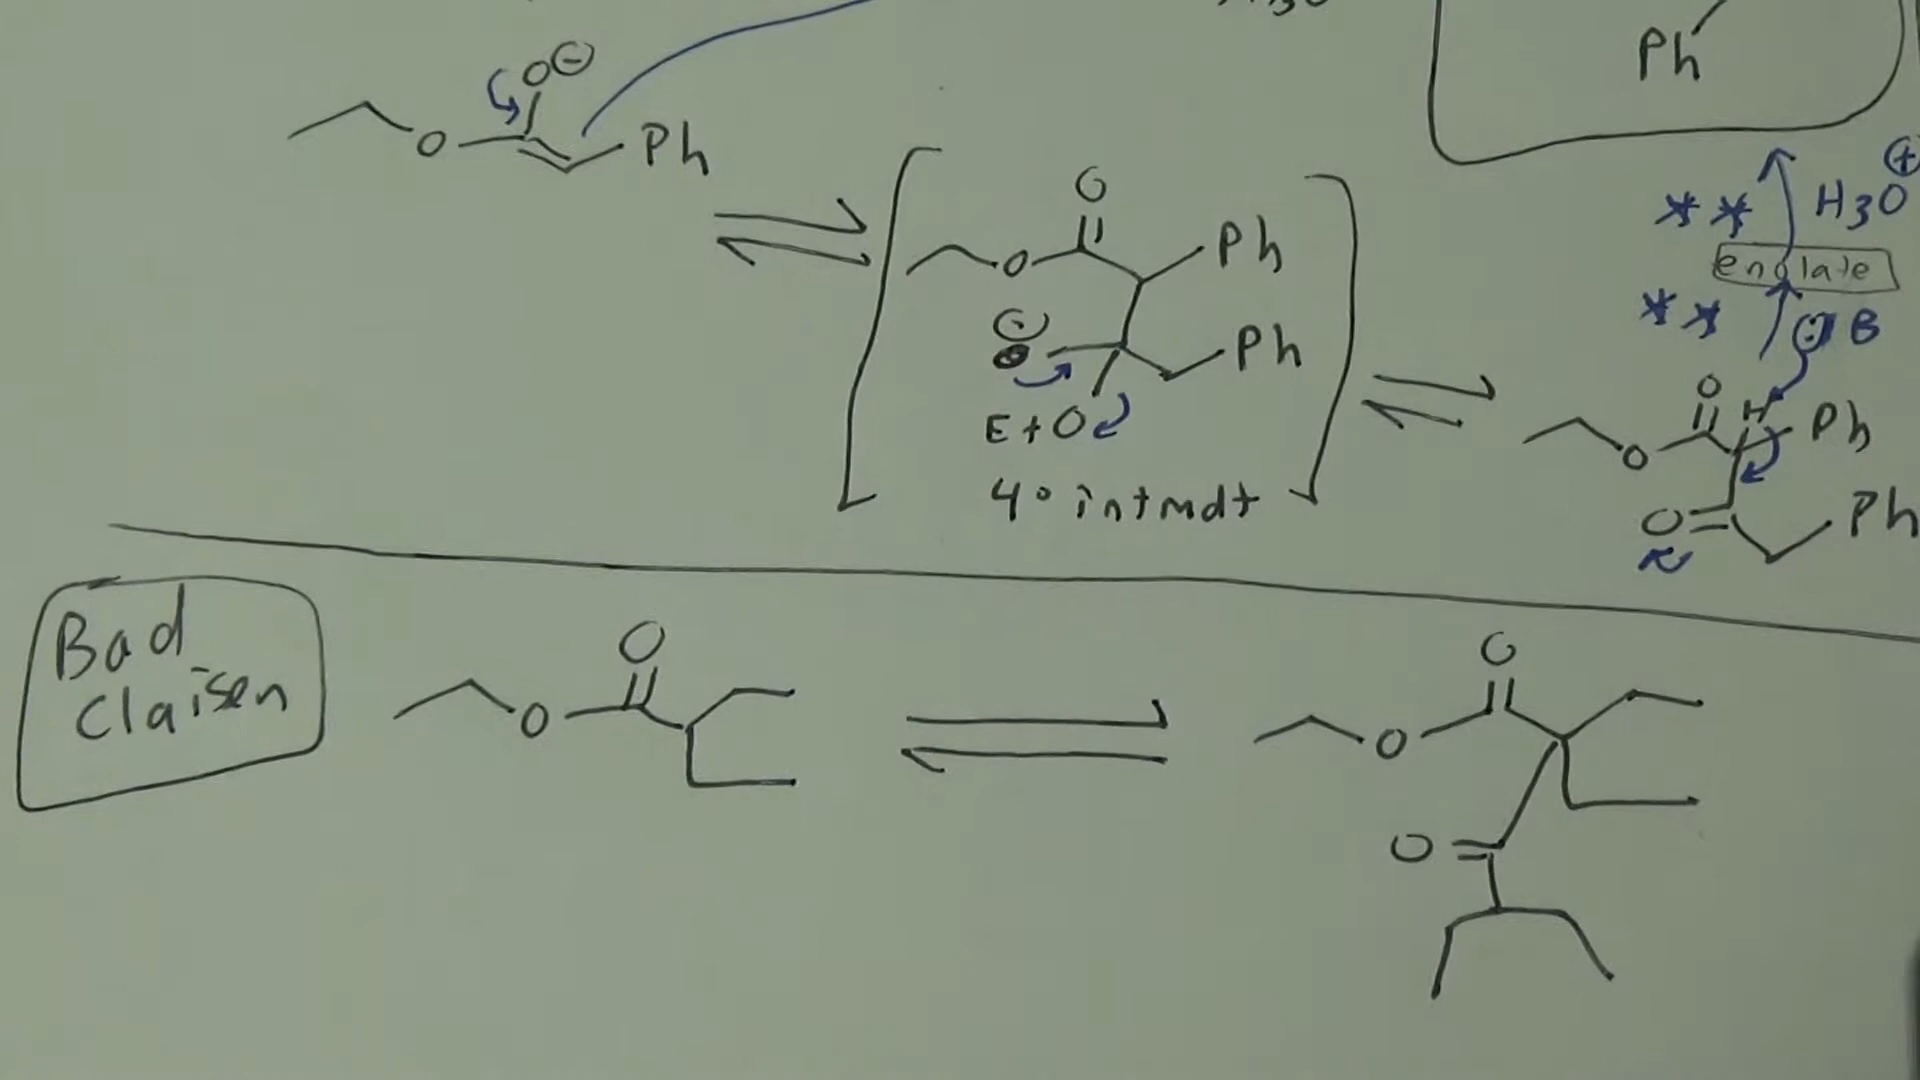 Ph
O⊖
O
Ph
H3O⊕
enolate
⊖B
O
Ph
O
⊖
Ph
EtO
4° intmdt
O
H
Ph
O
O
Ph
Bad
Claisen
O
O
O
O
O